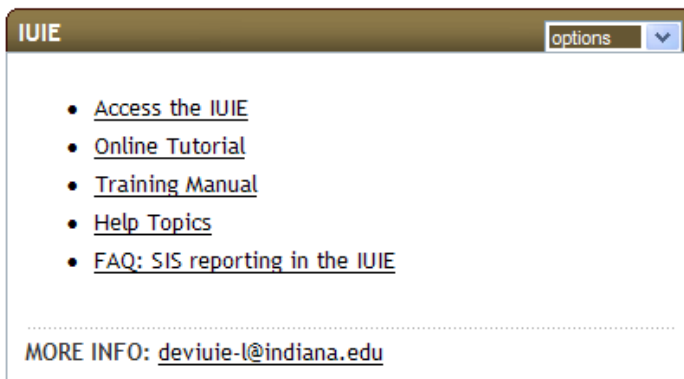 IUIE
options
Access the IUIE
Online Tutorial
Training Manual
Help Topics
FAQ: SIS reporting in the IUIE
MORE INFO: deviuie-l@indiana.edu